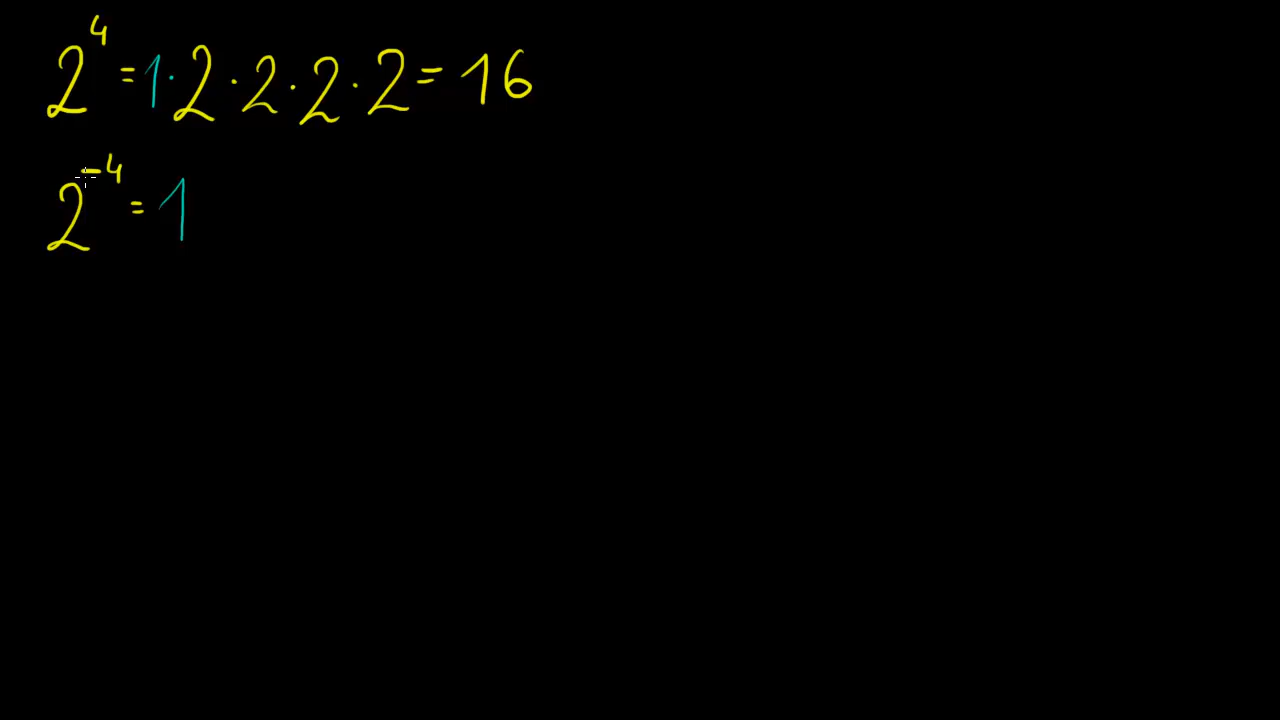 2⁴ = 1 · 2 · 2 · 2 · 2 = 16
2⁻⁴ = 1